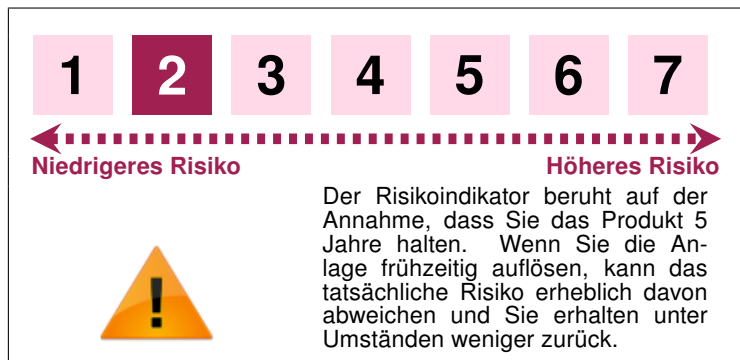 1 2 3 4 5 6 7
Niedrigeres Risiko Höheres Risiko
Der Risikoindikator beruht auf der
Annahme, dass Sie das Produkt 5
Jahre halten. Wenn Sie die An-
lage frühzeitig auflösen, kann das
tatsächliche Risiko erheblich davon
abweichen und Sie erhalten unter
Umständen weniger zurück.
!